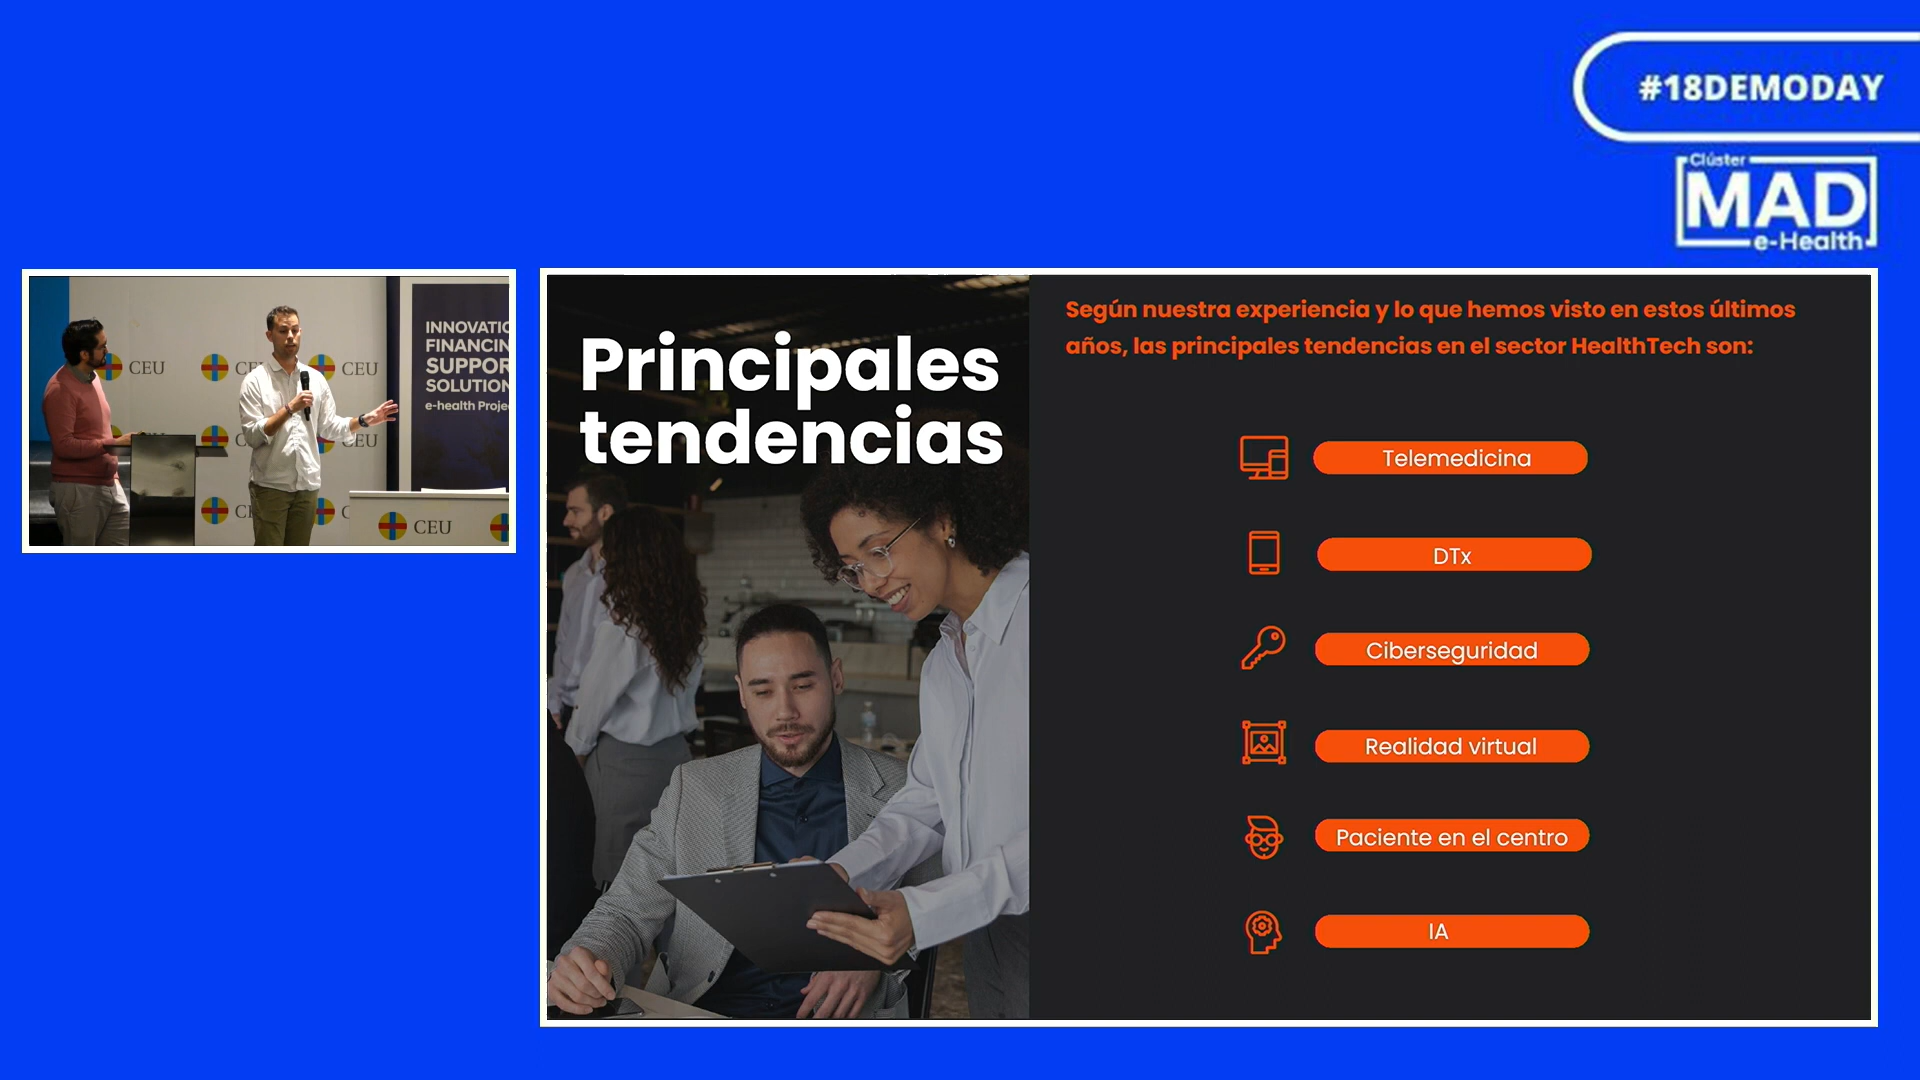 #18DEMODAY
Clúster
MAD
e-Health
INNOVATIO
FINANCIN
SUPPOR
SOLUTION
e-health Projec
CEU
CEU
CEU
CEU
Principales
tendencias
Según nuestra experiencia y lo que hemos visto en estos últimos
años, las principales tendencias en el sector HealthTech son:
Telemedicina
DTx
Ciberseguridad
Realidad virtual
Paciente en el centro
IA